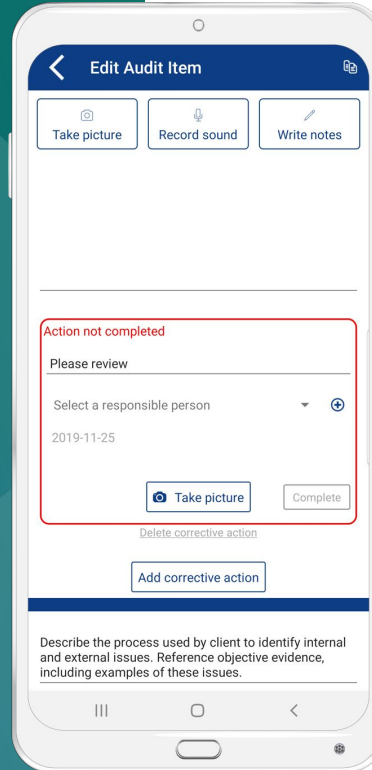 Edit Audit Item
Take picture
Record sound
Write notes
Action not completed
Please review
Select a responsible person
2019-11-25
Take picture
Complete
Delete corrective action
Add corrective action
Describe the process used by client to identify internal
and external issues. Reference objective evidence,
including examples of these issues.